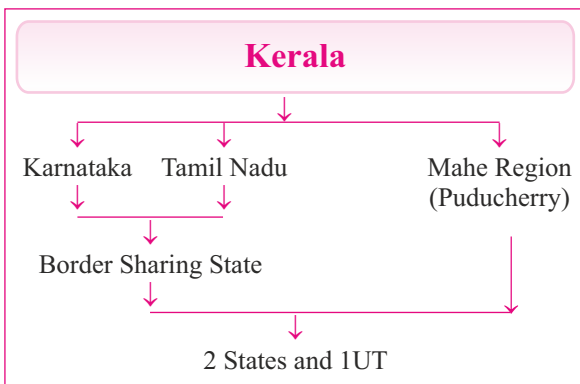 Kerala
Karnataka Tamil Nadu Mahe Region
(Puducherry)
Border Sharing State
2 States and 1UT